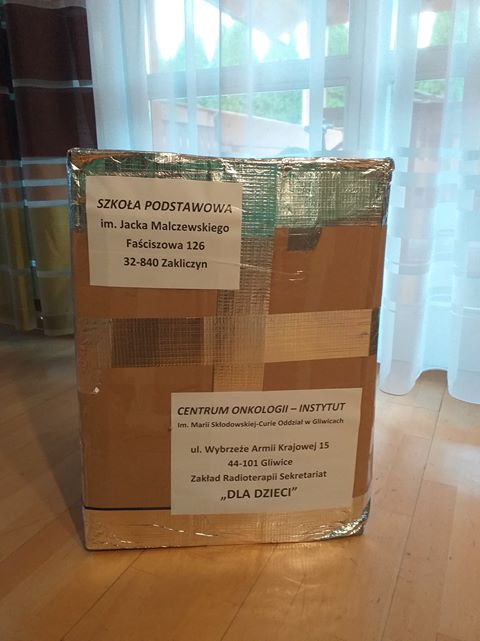 SZKOŁA PODSTAWOWA
im. Jacka Malczewskiego
Faściszowa 126
32-840 Zakliczyn
CENTRUM ONKOLOGII – INSTYTUT
Im. Marii Skłodowskiej-Curie Oddział w Gliwicach
ul. Wybrzeże Armii Krajowej 15
44-101 Gliwice
Zakład Radioterapii Sekretariat
„DLA DZIECI”